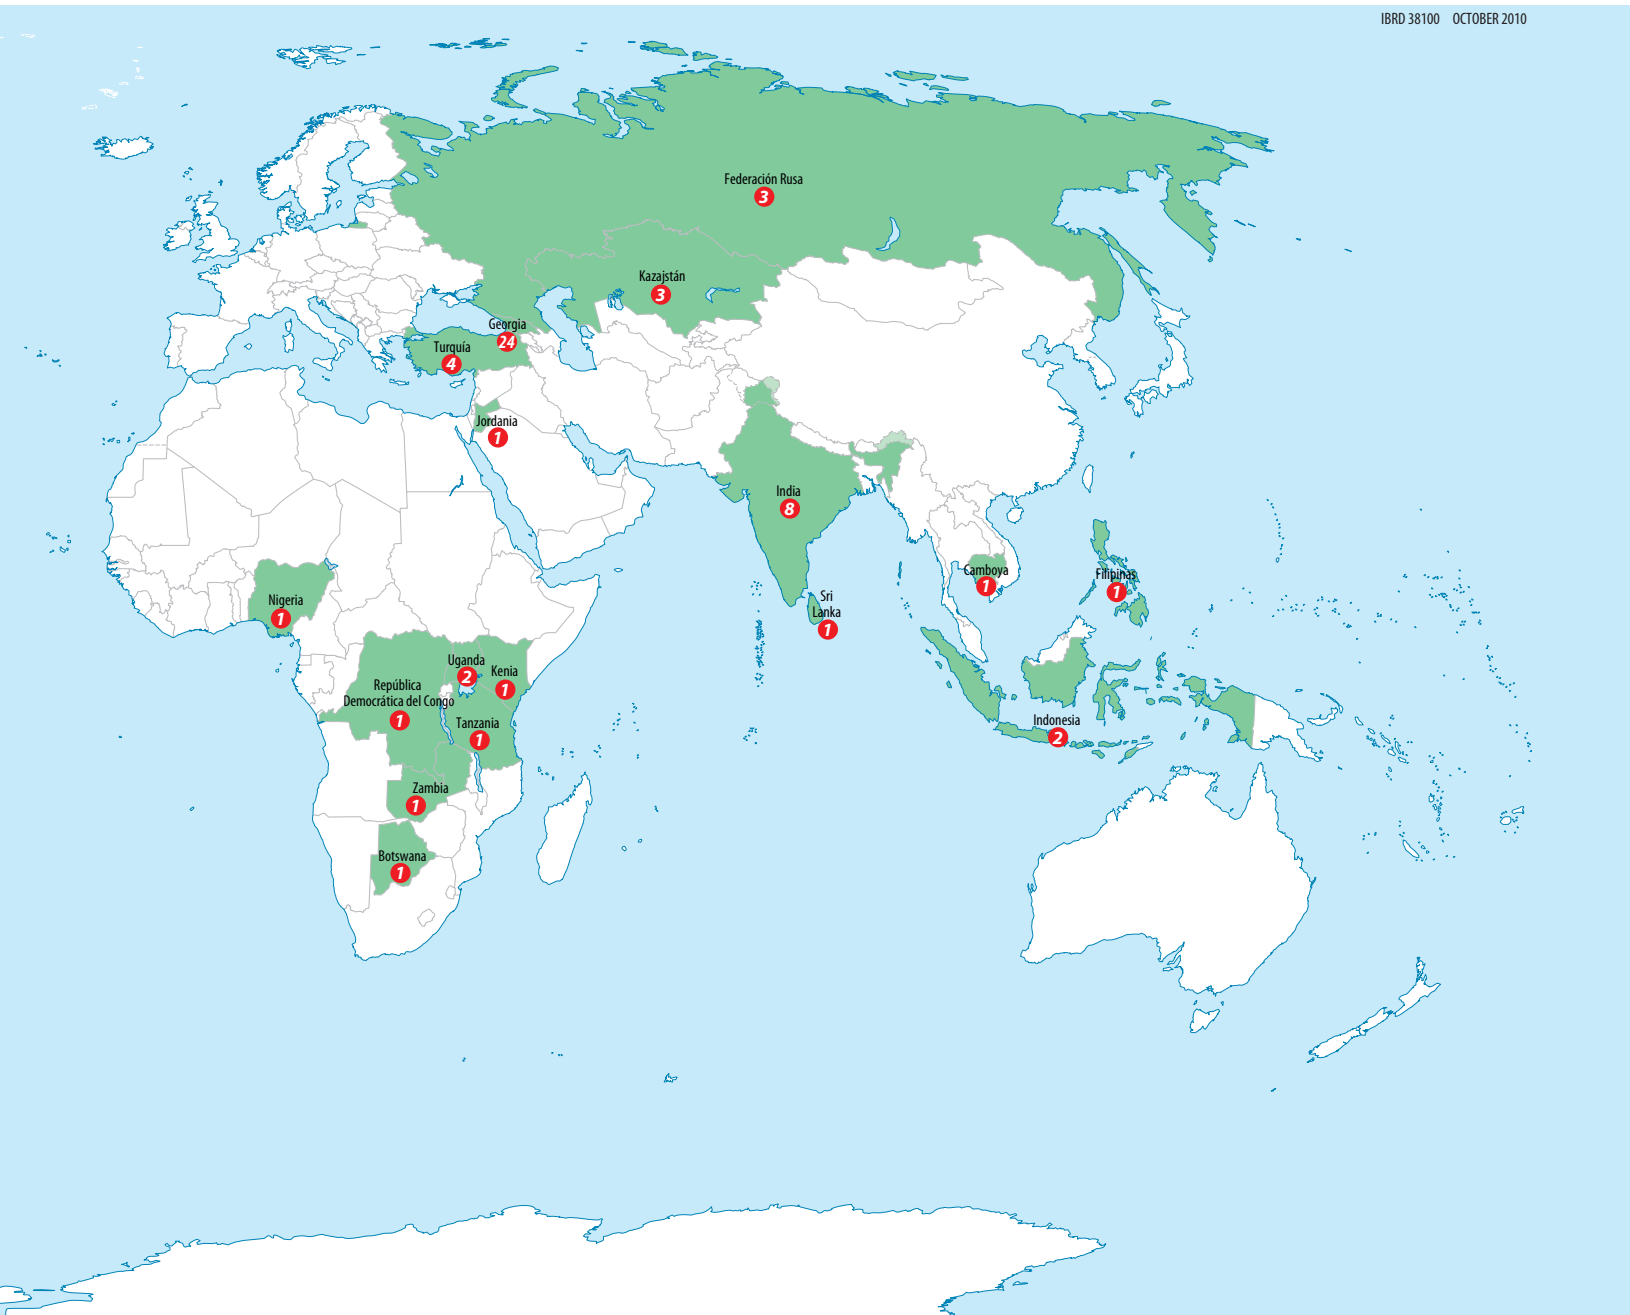 IBRD 38100 OCTOBER 2010
Federación Rusa
3
Kazajstán
3
Georgia
24
Turquía
4
Jordania
1
India
8
Camboya
1
Filipinas
1
Sri
Lanka
1
Nigeria
1
Uganda
2
Kenia
1
República
Democrática del Congo
1
Tanzania
1
Indonesia
2
Zambia
1
Botswana
1